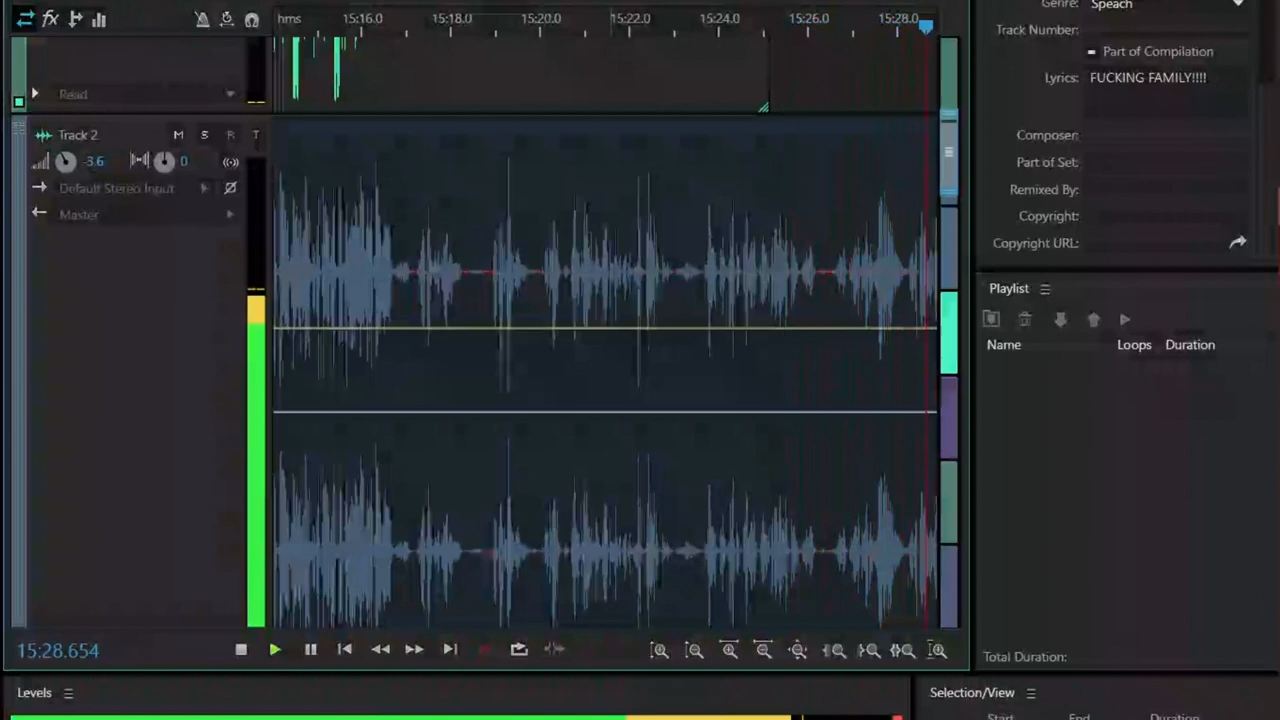 hms 15:16.0 15:18.0 15:20.0 15:22.0 15:24.0 15:26.0 15:28.0
Genre: Speach
Track Number:
Part of Compilation
Lyrics: FUCKING FAMILY!!!!
Composer:
Part of Set:
Remixed By:
Copyright:
Copyright URL:
Read
Track 2 M S R T
-3.6 0
Default Stereo Input
Master
Playlist
Name Loops Duration
Total Duration:
15:28.654
Levels
Selection/View
Start End Duration